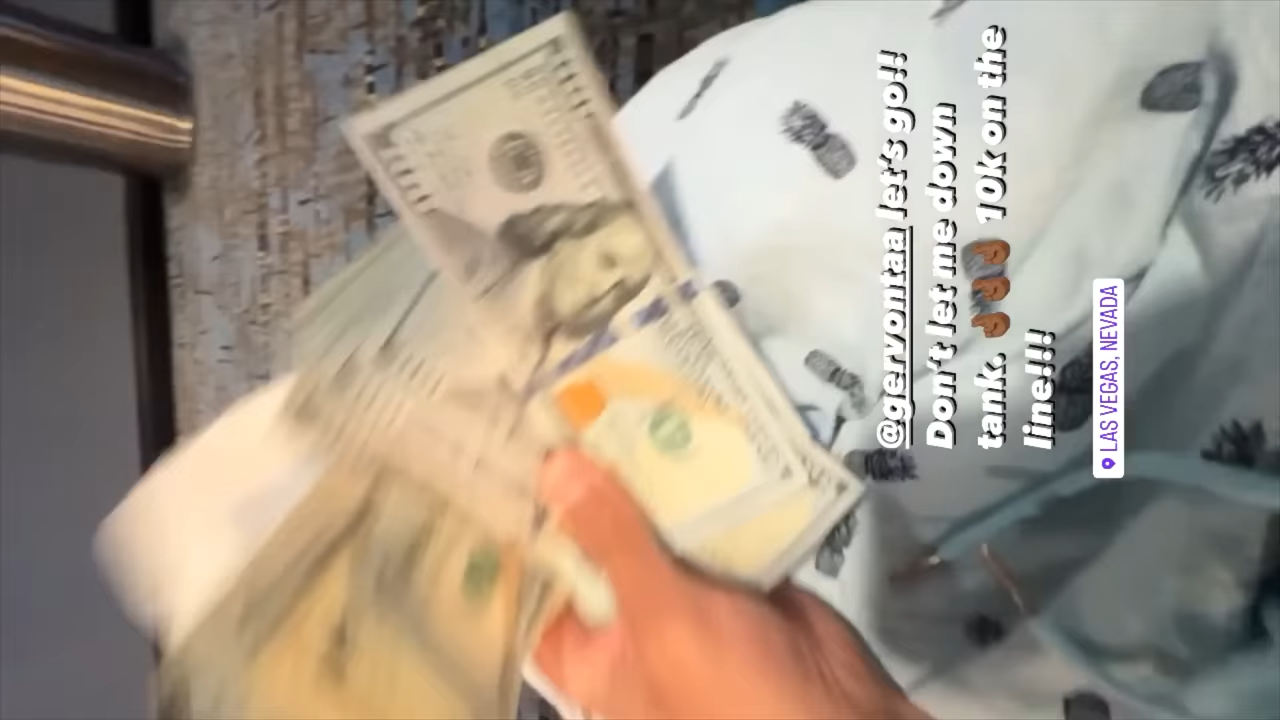 @gervontaa let's go!!
Don't let me down
tank. 👊🏾👊🏾👊🏾 10k on the
line!!!
LAS VEGAS, NEVADA